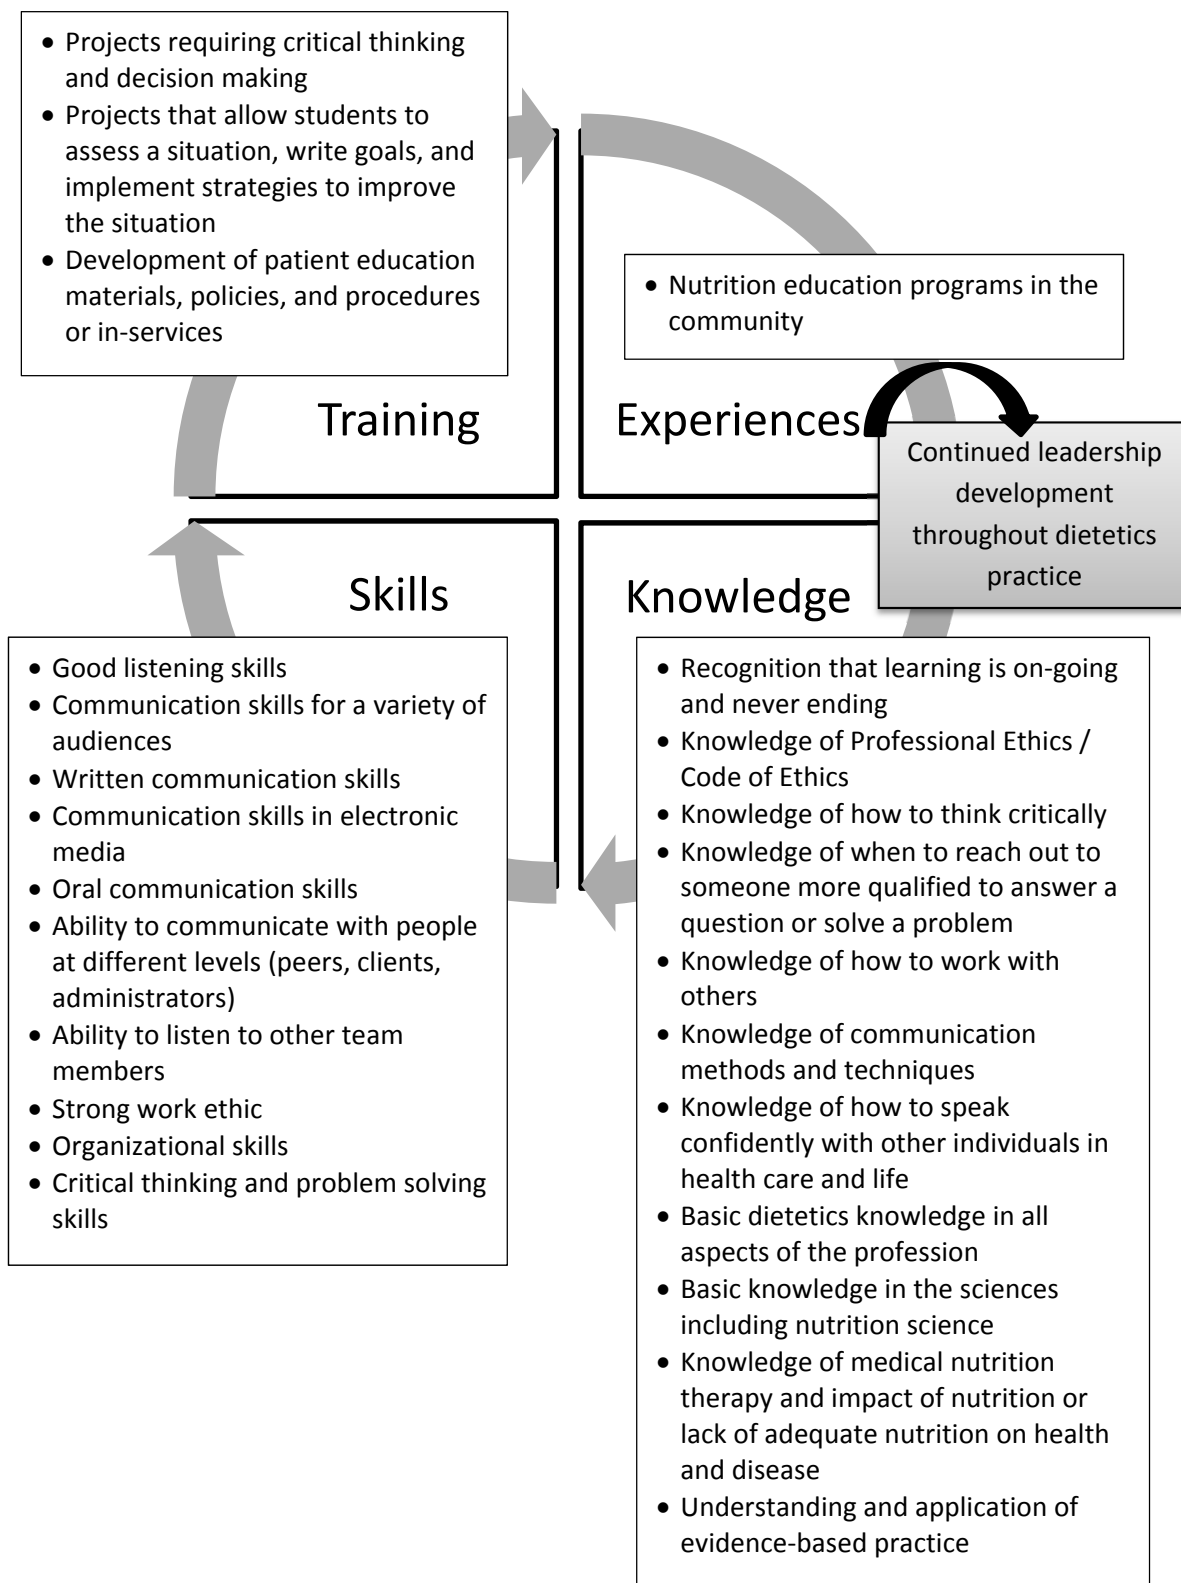 • Projects requiring critical thinking
and decision making
• Projects that allow students to
assess a situation, write goals, and
implement strategies to improve
the situation
• Development of patient education
materials, policies, and procedures
or in-services
• Nutrition education programs in the
community
Training
Experiences
Continued leadership
development
throughout dietetics
practice
Skills
Knowledge
• Good listening skills
• Communication skills for a variety of
audiences
• Written communication skills
• Communication skills in electronic
media
• Oral communication skills
• Ability to communicate with people
at different levels (peers, clients,
administrators)
• Ability to listen to other team
members
• Strong work ethic
• Organizational skills
• Critical thinking and problem solving
skills
• Recognition that learning is on-going
and never ending
• Knowledge of Professional Ethics /
Code of Ethics
• Knowledge of how to think critically
• Knowledge of when to reach out to
someone more qualified to answer a
question or solve a problem
• Knowledge of how to work with
others
• Knowledge of communication
methods and techniques
• Knowledge of how to speak
confidently with other individuals in
health care and life
• Basic dietetics knowledge in all
aspects of the profession
• Basic knowledge in the sciences
including nutrition science
• Knowledge of medical nutrition
therapy and impact of nutrition or
lack of adequate nutrition on health
and disease
• Understanding and application of
evidence-based practice